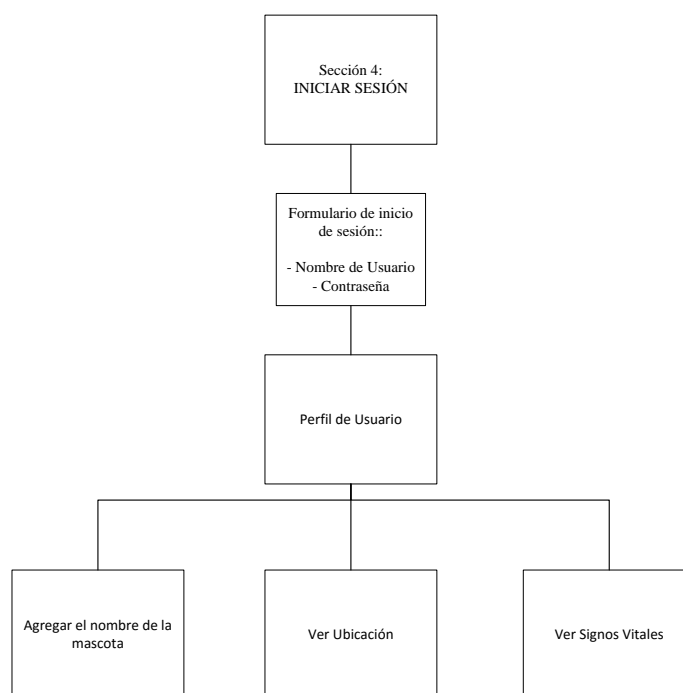 Sección 4:
INICIAR SESIÓN
Formulario de inicio
de sesión::
- Nombre de Usuario
- Contraseña
Perfil de Usuario
Agregar el nombre de la
mascota
Ver Ubicación
Ver Signos Vitales